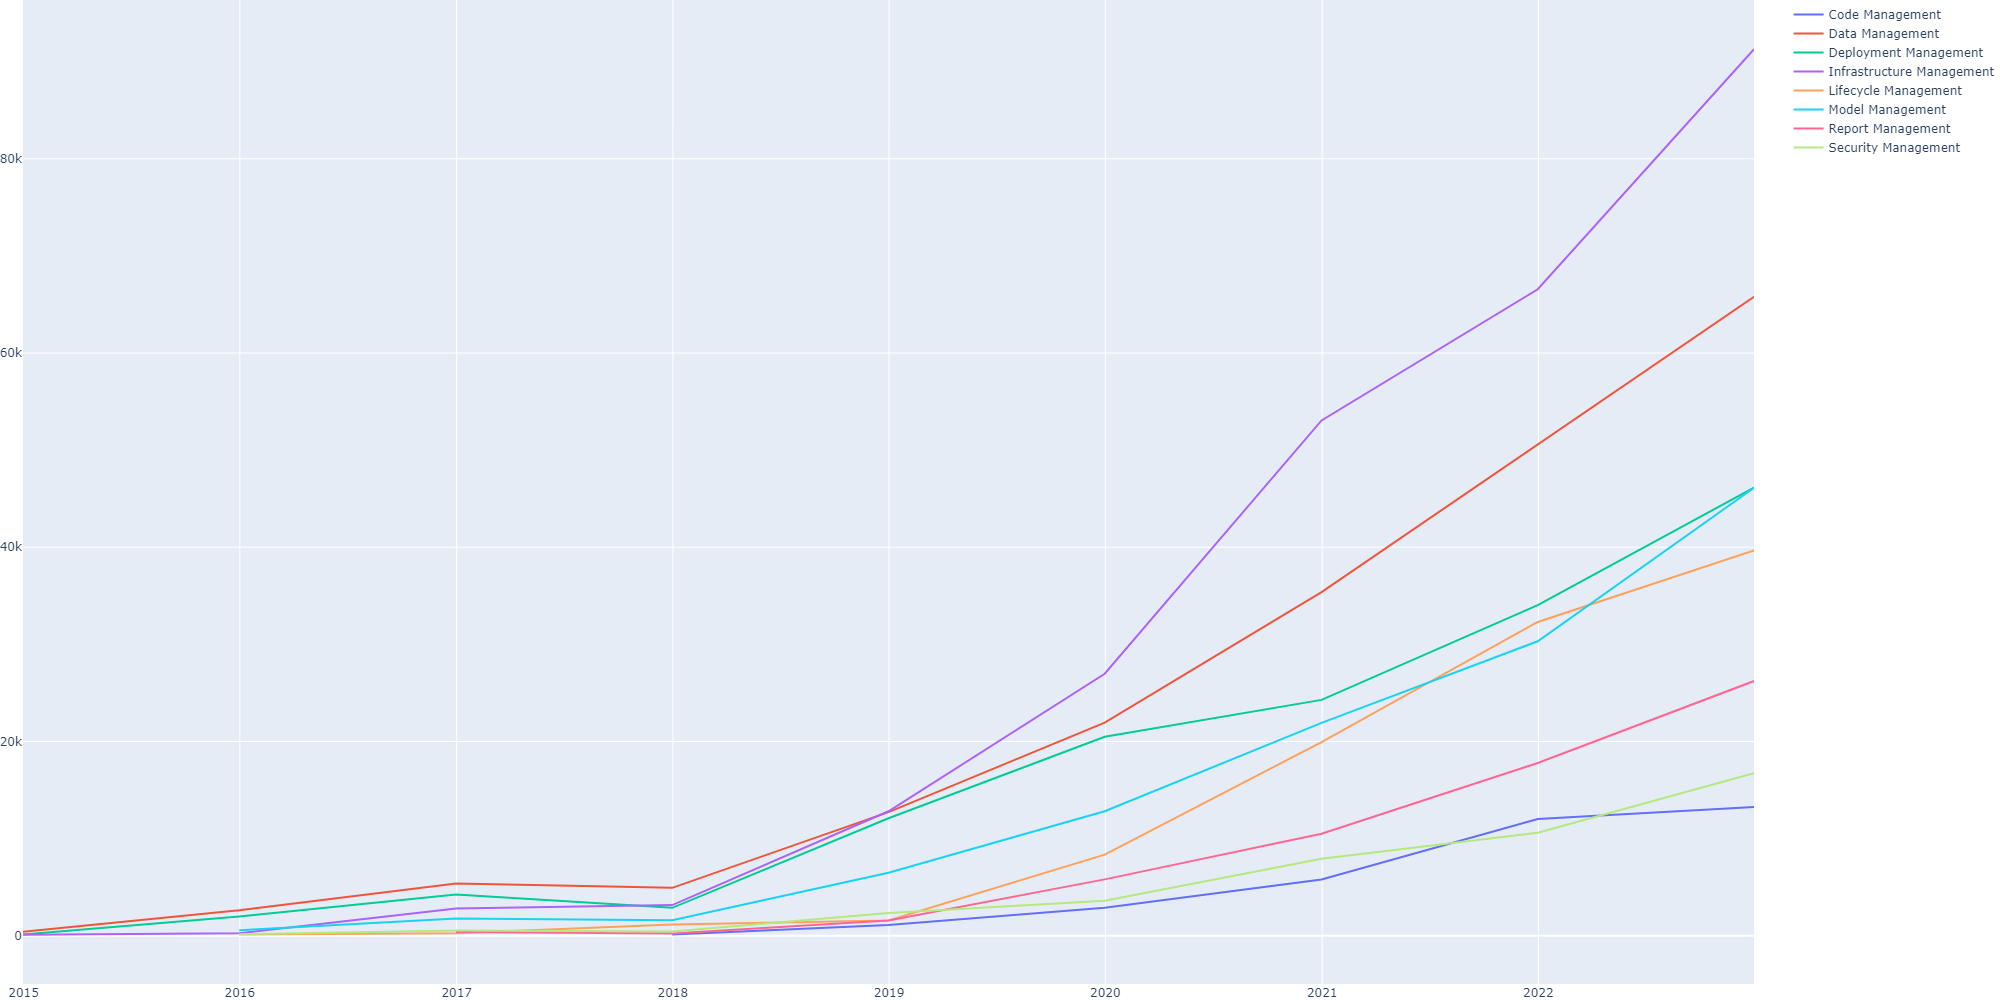 Code Management
Data Management
Deployment Management
Infrastructure Management
Lifecycle Management
Model Management
Report Management
Security Management
80k
60k
40k
20k
0
2015 2016 2017 2018 2019 2020 2021 2022